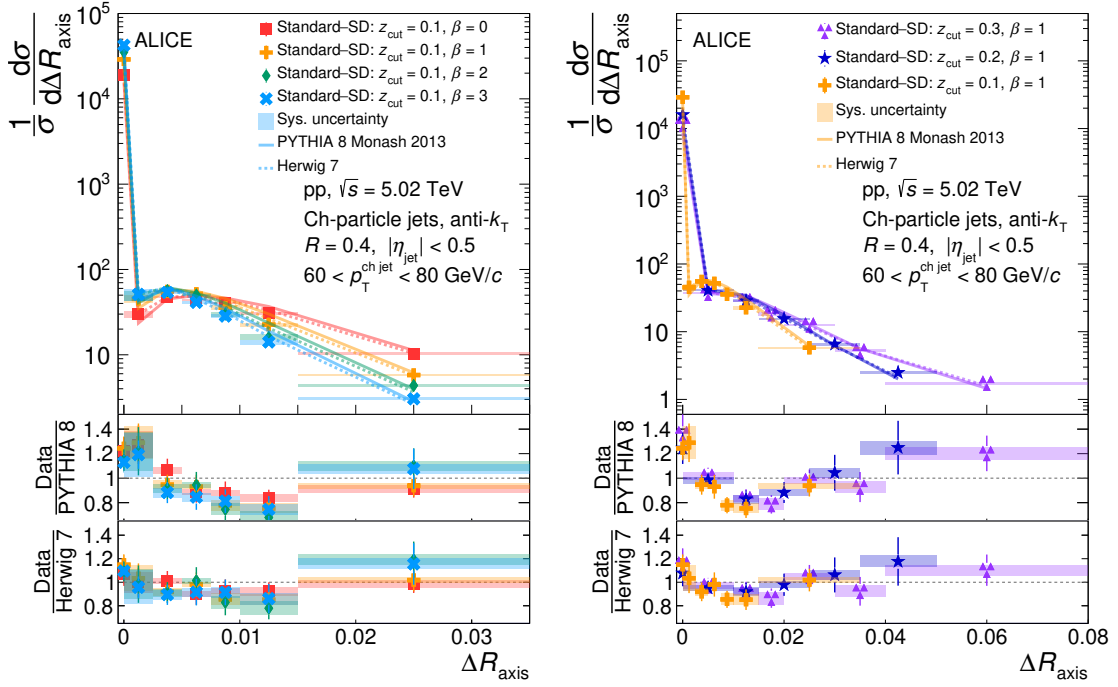 1/σ dσ/dΔR_axis
ALICE
Standard–SD: z_cut = 0.1, β = 0
Standard–SD: z_cut = 0.1, β = 1
Standard–SD: z_cut = 0.1, β = 2
Standard–SD: z_cut = 0.1, β = 3
Sys. uncertainty
PYTHIA 8 Monash 2013
Herwig 7
pp, √s = 5.02 TeV
Ch-particle jets, anti-k_T
R = 0.4, |η_jet| < 0.5
60 < p_T^ch jet < 80 GeV/c
10^5
10^4
10^3
10^2
10
Data
PYTHIA 8
1.4
1.2
1
0.8
Data
Herwig 7
1.4
1.2
1
0.8
0 0.01 0.02 0.03
ΔR_axis
1/σ dσ/dΔR_axis
ALICE
Standard–SD: z_cut = 0.3, β = 1
Standard–SD: z_cut = 0.2, β = 1
Standard–SD: z_cut = 0.1, β = 1
Sys. uncertainty
PYTHIA 8 Monash 2013
Herwig 7
pp, √s = 5.02 TeV
Ch-particle jets, anti-k_T
R = 0.4, |η_jet| < 0.5
60 < p_T^ch jet < 80 GeV/c
10^5
10^4
10^3
10^2
10
1
Data
PYTHIA 8
1.4
1.2
1
0.8
Data
Herwig 7
1.4
1.2
1
0.8
0 0.02 0.04 0.06 0.08
ΔR_axis